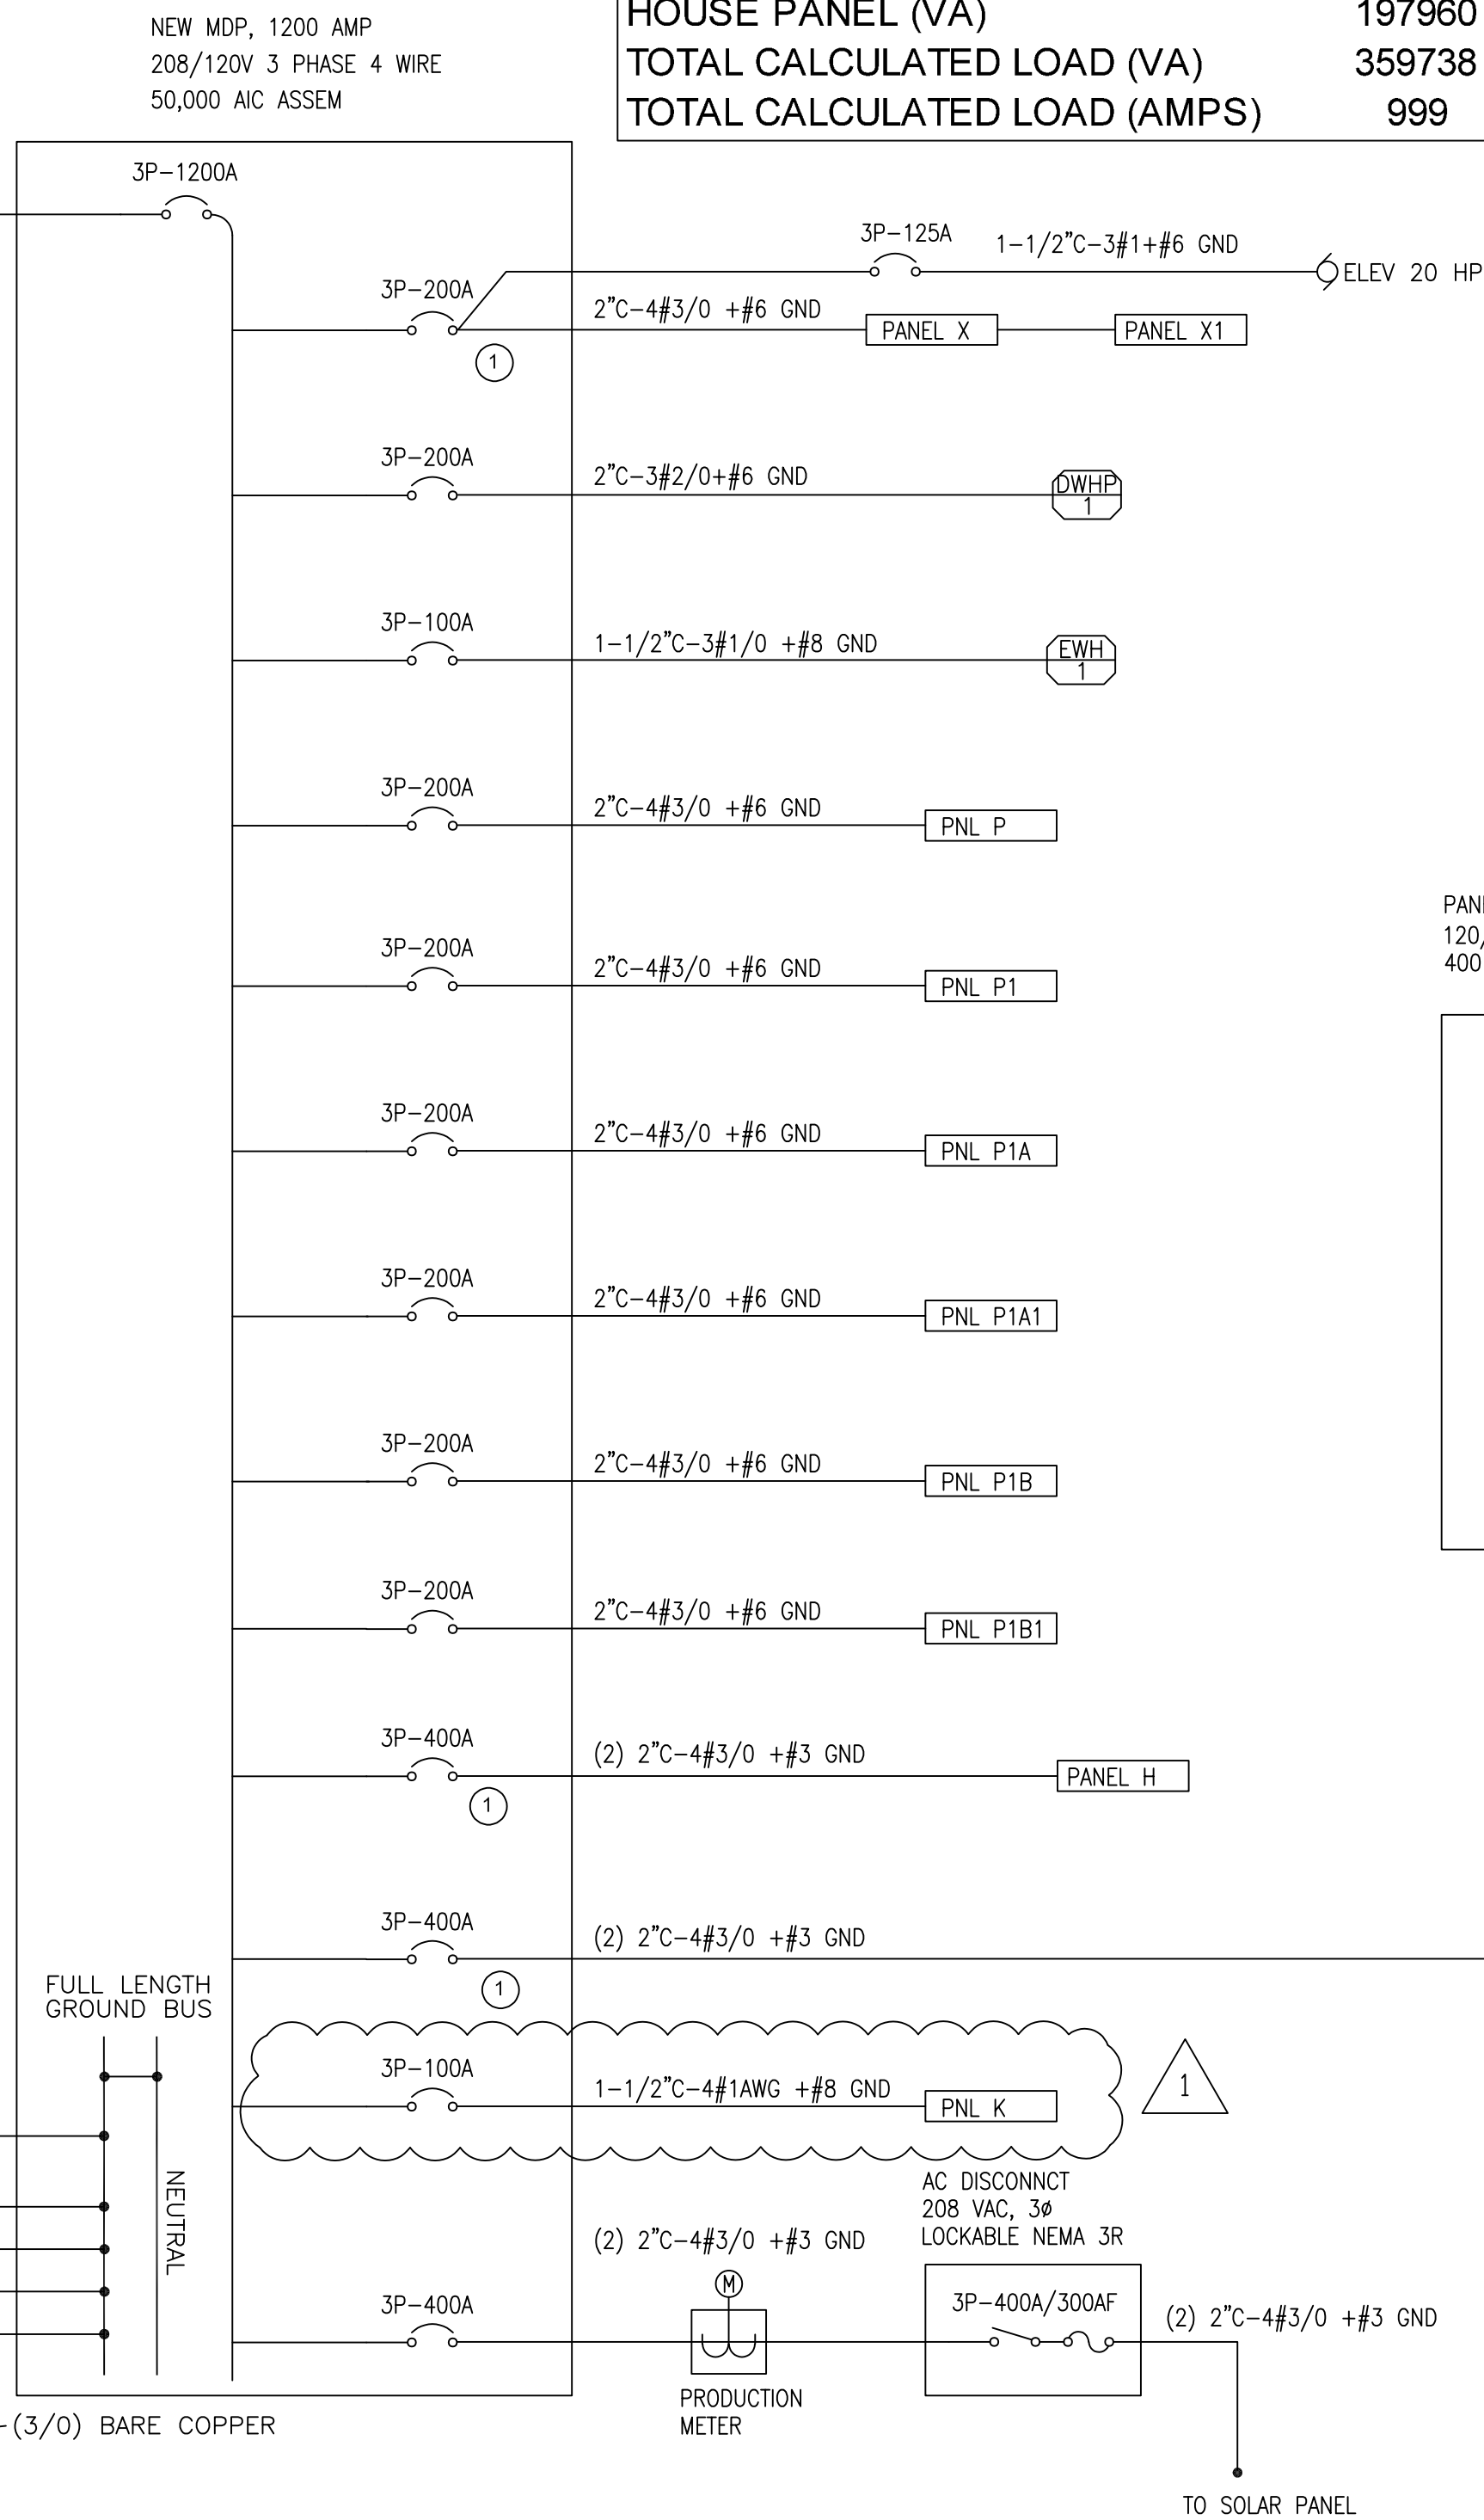 NEW MDP, 1200 AMP
208/120V 3 PHASE 4 WIRE
50,000 AIC ASSEM
HOUSE PANEL (VA) 197960
TOTAL CALCULATED LOAD (VA) 359738
TOTAL CALCULATED LOAD (AMPS) 999
3P-1200A
3P-125A
1-1/2"C-3#1+#6 GND
ELEV 20 HP
3P-200A
2"C-4#3/0 +#6 GND
PANEL X
PANEL X1
1
3P-200A
2"C-3#2/0+#6 GND
DWHP
1
3P-100A
1-1/2"C-3#1/0 +#8 GND
EWH
1
3P-200A
2"C-4#3/0 +#6 GND
PNL P
PAN
120/
400
3P-200A
2"C-4#3/0 +#6 GND
PNL P1
3P-200A
2"C-4#3/0 +#6 GND
PNL P1A
3P-200A
2"C-4#3/0 +#6 GND
PNL P1A1
3P-200A
2"C-4#3/0 +#6 GND
PNL P1B
3P-200A
2"C-4#3/0 +#6 GND
PNL P1B1
3P-400A
(2) 2"C-4#3/0 +#3 GND
PANEL H
1
3P-400A
(2) 2"C-4#3/0 +#3 GND
1
FULL LENGTH
GROUND BUS
3P-100A
1-1/2"C-4#1AWG +#8 GND
PNL K
1
NEUTRAL
AC DISCONNCT
208 VAC, 3ø
LOCKABLE NEMA 3R
(2) 2"C-4#3/0 +#3 GND
M
3P-400A
3P-400A/300AF
(2) 2"C-4#3/0 +#3 GND
PRODUCTION
METER
-(3/0) BARE COPPER
TO SOLAR PANEL